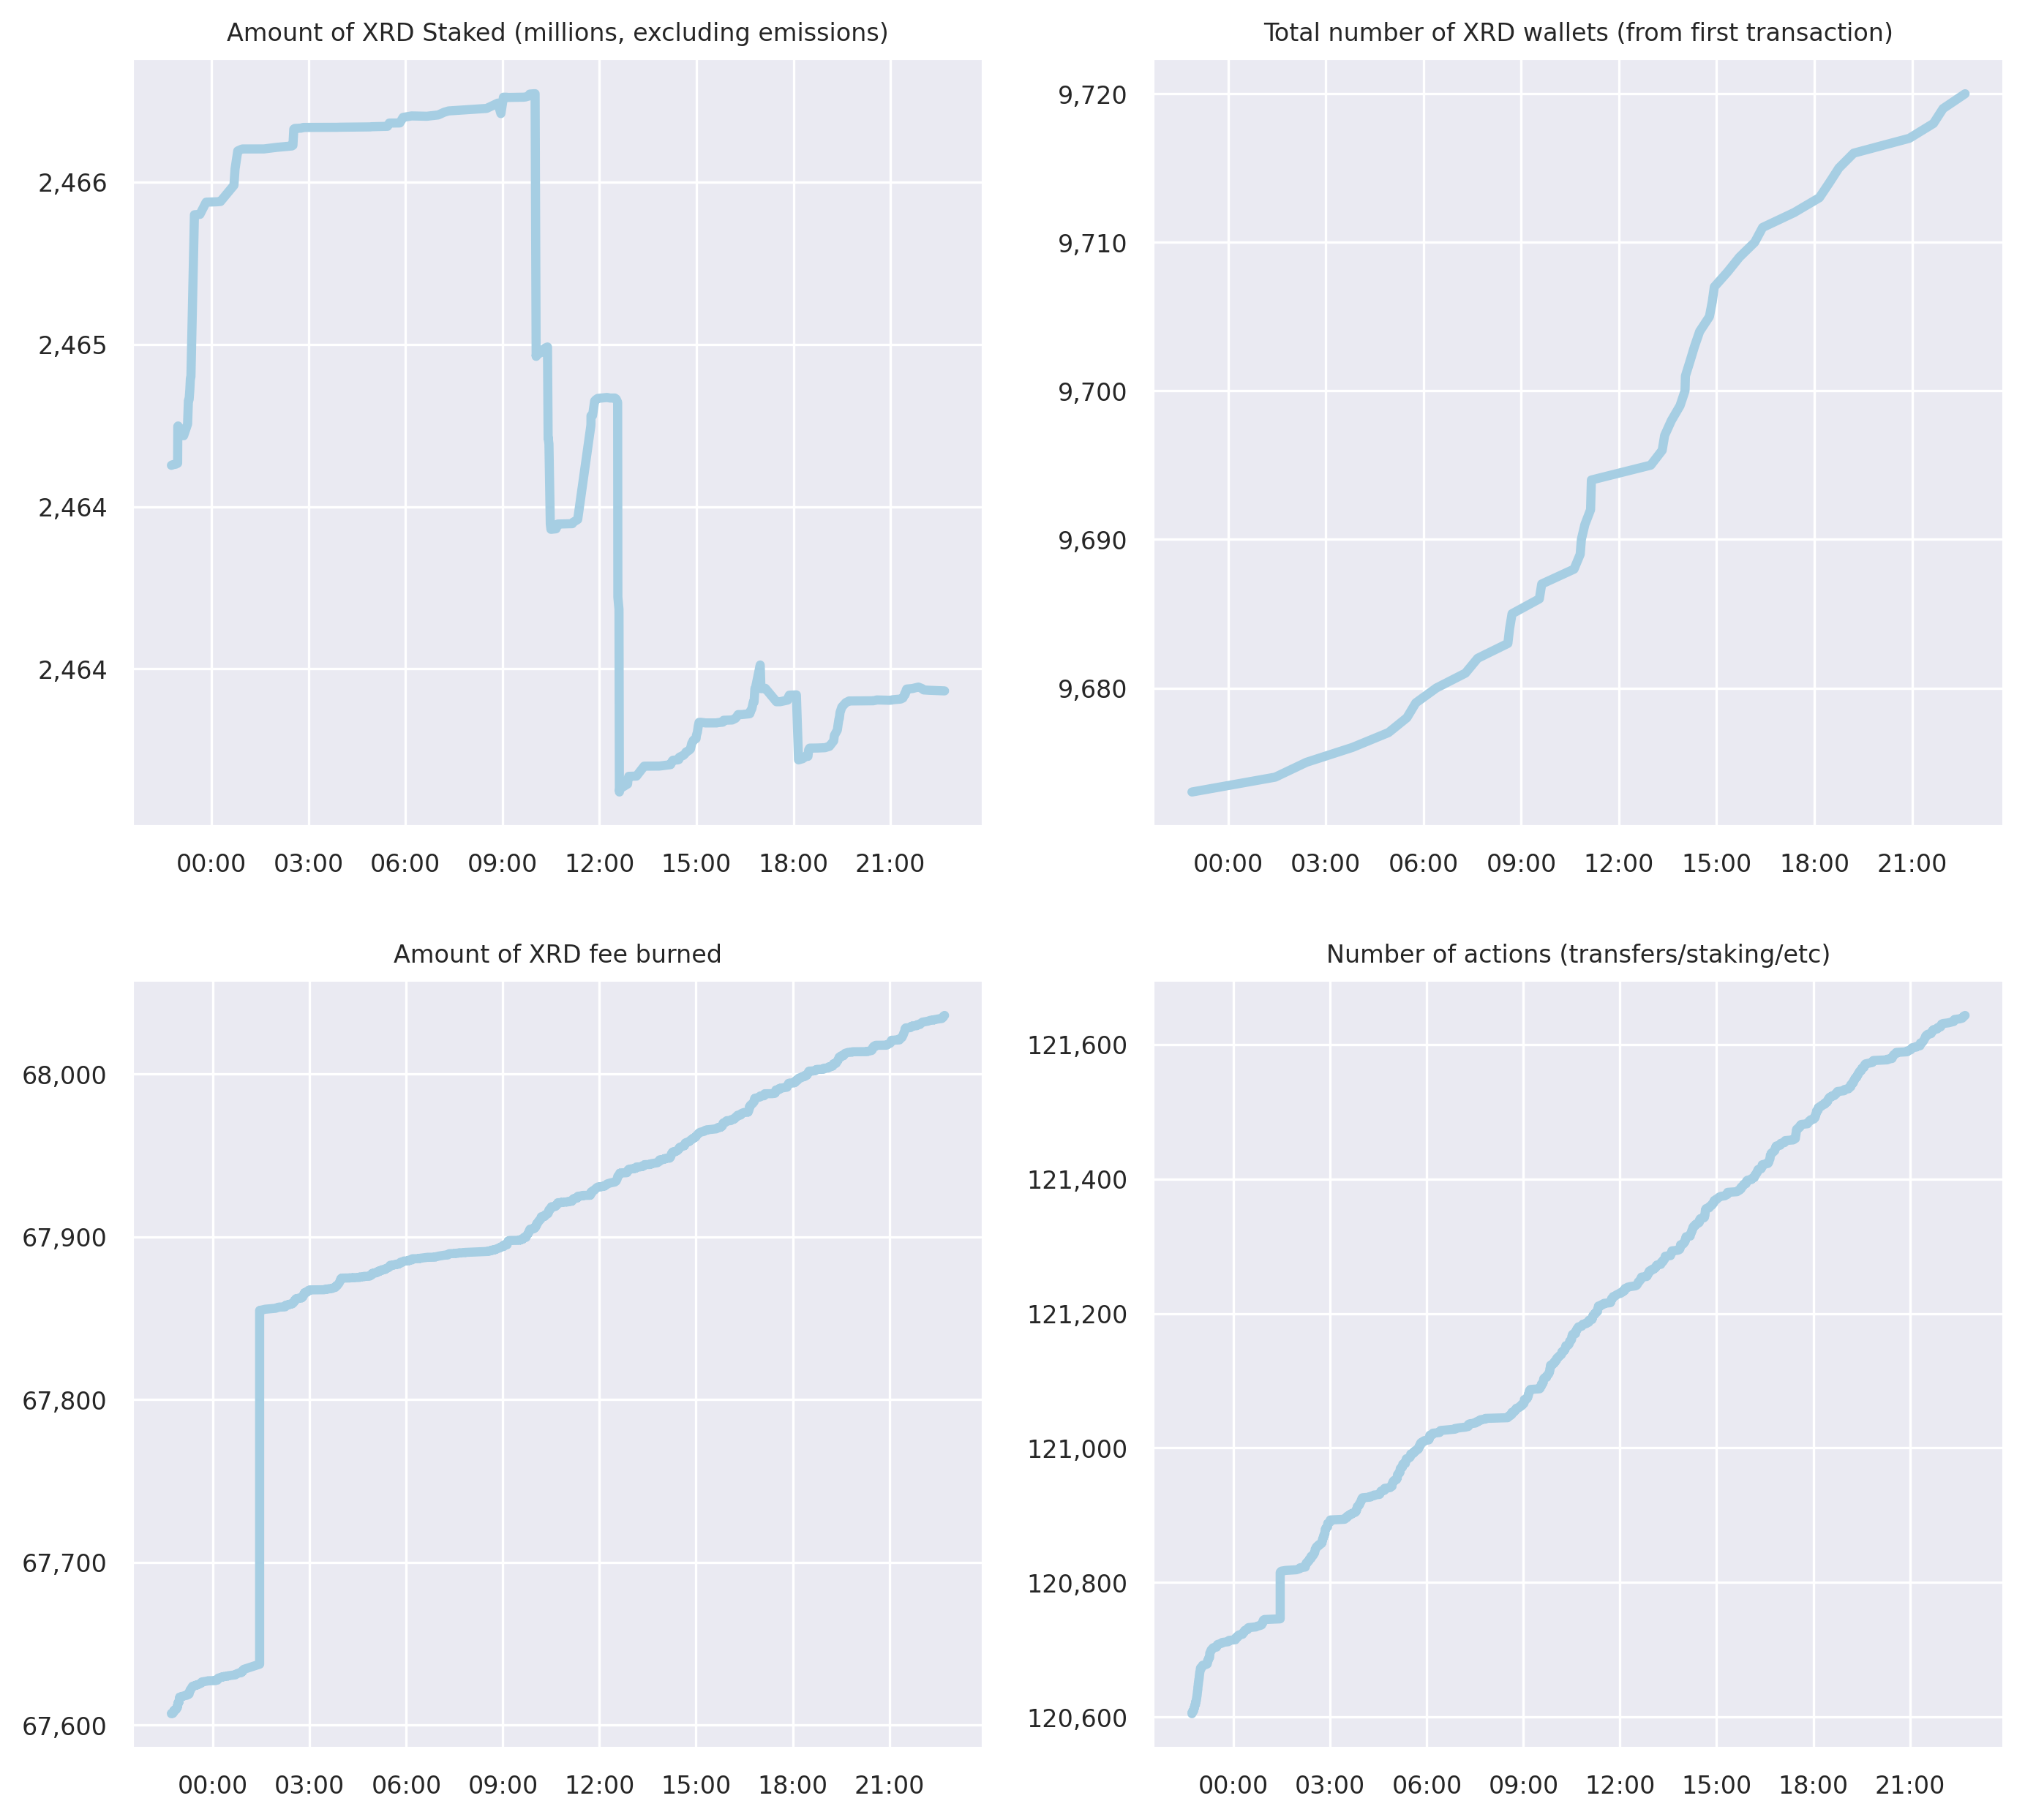 Amount of XRD Staked (millions, excluding emissions)
2,466
2,465
2,464
2,464
00:00 03:00 06:00 09:00 12:00 15:00 18:00 21:00
Total number of XRD wallets (from first transaction)
9,720
9,710
9,700
9,690
9,680
00:00 03:00 06:00 09:00 12:00 15:00 18:00 21:00
Amount of XRD fee burned
68,000
67,900
67,800
67,700
67,600
00:00 03:00 06:00 09:00 12:00 15:00 18:00 21:00
Number of actions (transfers/staking/etc)
121,600
121,400
121,200
121,000
120,800
120,600
00:00 03:00 06:00 09:00 12:00 15:00 18:00 21:00